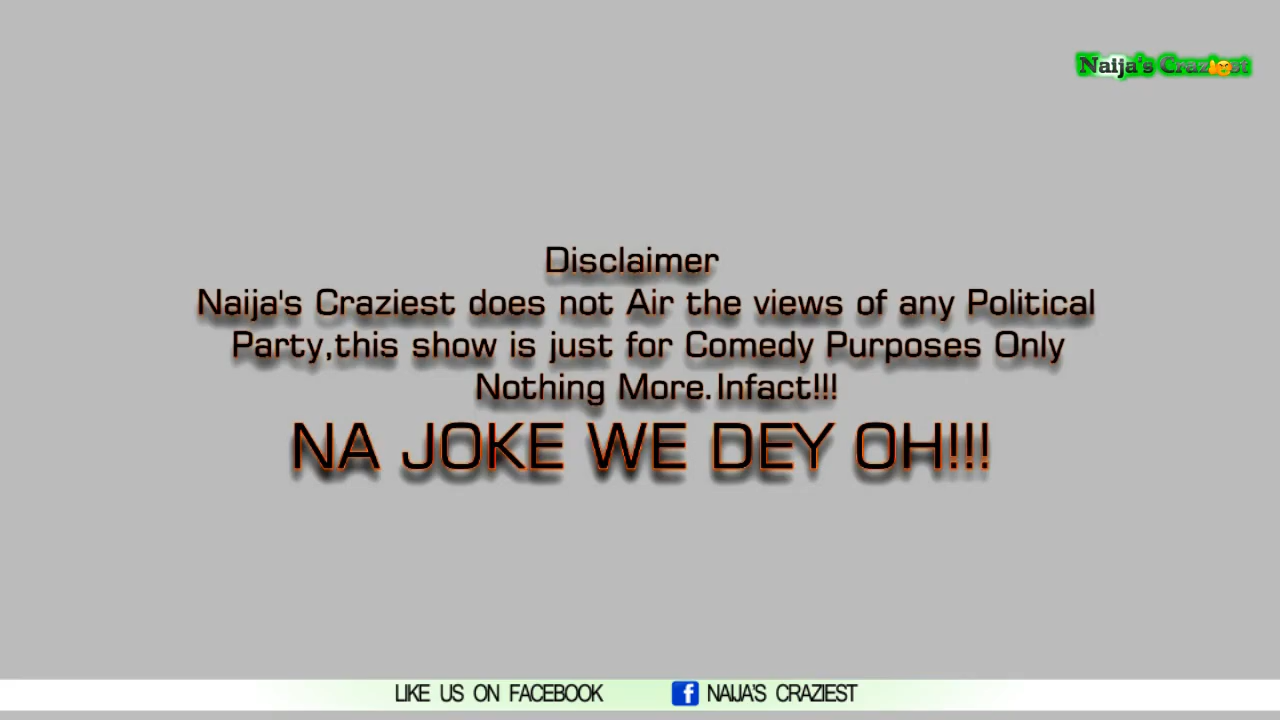 Naija's Craziest
Disclaimer
Naija's Craziest does not Air the views of any Political
Party,this show is just for Comedy Purposes Only
Nothing More.Infact!!!
NA JOKE WE DEY OH!!!
LIKE US ON FACEBOOK f NAIJA'S CRAZIEST